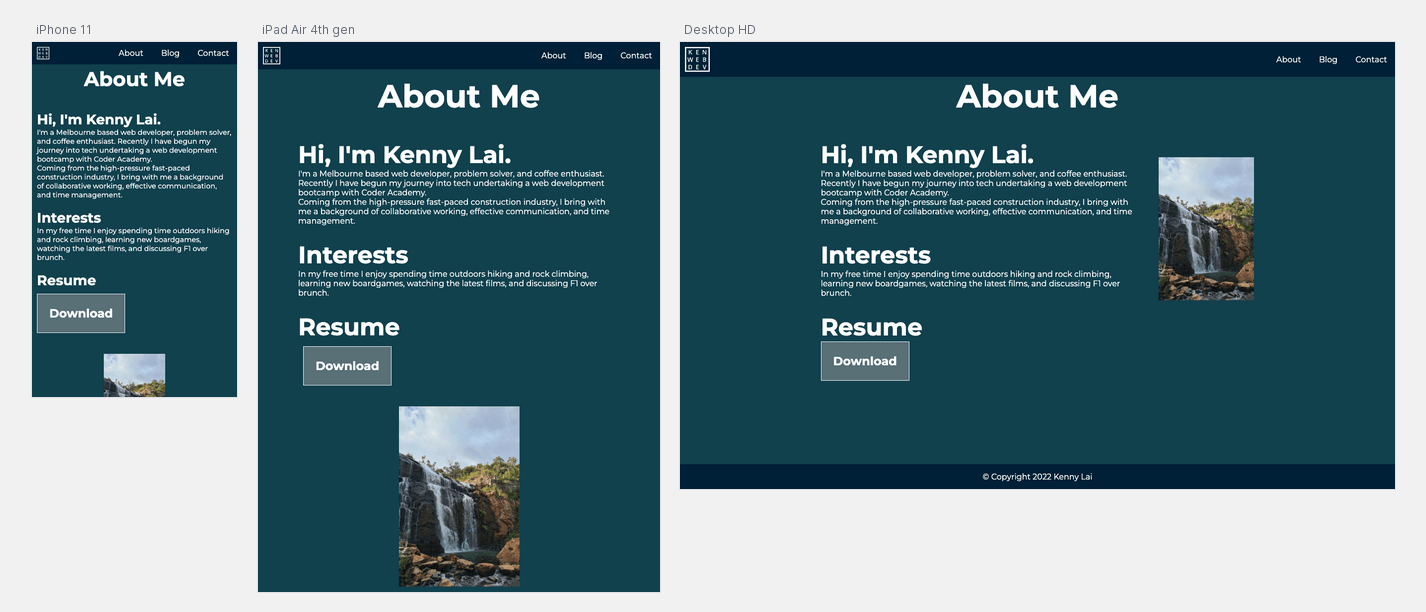 iPhone 11
KEN
WEB
DEV
About Blog Contact
About Me
Hi, I'm Kenny Lai.
I'm a Melbourne based web developer, problem solver,
and coffee enthusiast. Recently I have begun my
journey into tech undertaking a web development
bootcamp with Coder Academy.
Coming from the high-pressure fast-paced
construction industry, I bring with me a background
of collaborative working, effective communication,
and time management.
Interests
In my free time I enjoy spending time outdoors hiking
and rock climbing, learning new boardgames,
watching the latest films, and discussing F1 over
brunch.
Resume
Download
iPad Air 4th gen
KEN
WEB
DEV
About Blog Contact
About Me
Hi, I'm Kenny Lai.
I'm a Melbourne based web developer, problem solver, and coffee enthusiast.
Recently I have begun my journey into tech undertaking a web development
bootcamp with Coder Academy.
Coming from the high-pressure fast-paced construction industry, I bring with
me a background of collaborative working, effective communication, and time
management.
Interests
In my free time I enjoy spending time outdoors hiking and rock climbing,
learning new boardgames, watching the latest films, and discussing F1 over
brunch.
Resume
Download
Desktop HD
KEN
WEB
DEV
About Blog Contact
About Me
Hi, I'm Kenny Lai.
I'm a Melbourne based web developer, problem solver, and coffee enthusiast.
Recently I have begun my journey into tech undertaking a web development
bootcamp with Coder Academy.
Coming from the high-pressure fast-paced construction industry, I bring with
me a background of collaborative working, effective communication, and time
management.
Interests
In my free time I enjoy spending time outdoors hiking and rock climbing,
learning new boardgames, watching the latest films, and discussing F1 over
brunch.
Resume
Download
© Copyright 2022 Kenny Lai